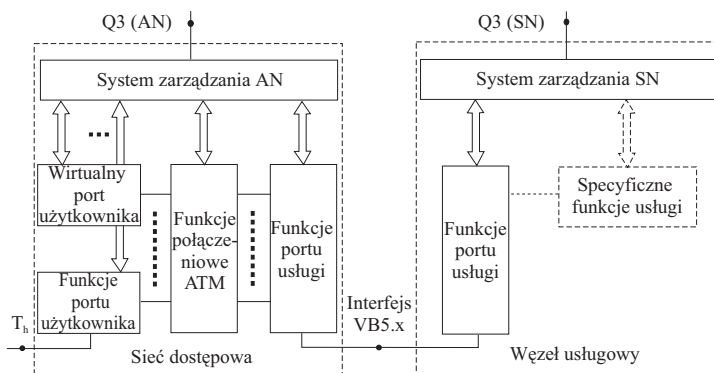 Q3 (AN)
Q3 (SN)
System zarządzania AN
System zarządzania SN
Wirtualny
port
użytkownika
Funkcje
połącze-
niowe
ATM
Funkcje
portu
usługi
Funkcje
portu
usługi
Specyficzne
funkcje usługi
Funkcje
portu
użytkownika
Th
Interfejs
VB5.x
Sieć dostępowa
Węzeł usługowy